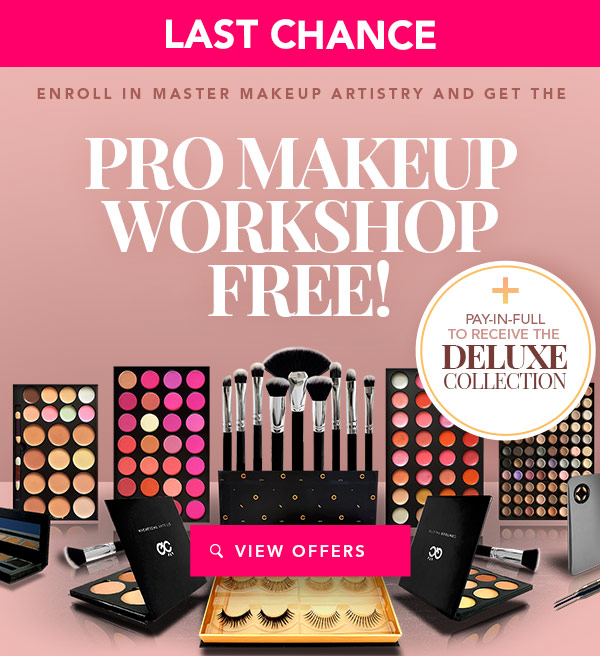 LAST CHANCE
ENROLL IN MASTER MAKEUP ARTISTRY AND GET THE
PRO MAKEUP
WORKSHOP
FREE!
PAY-IN-FULL
TO RECEIVE THE
DELUXE
COLLECTION
VIEW OFFERS